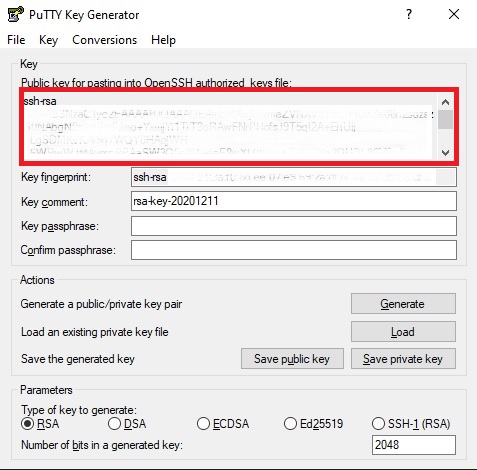 PuTTY Key Generator ? ×
File Key Conversions Help
Key
Public key for pasting into OpenSSH authorized_keys file:
ssh-rsa
Key fingerprint: ssh-rsa
Key comment: rsa-key-20201211
Key passphrase:
Confirm passphrase:
Actions
Generate a public/private key pair Generate
Load an existing private key file Load
Save the generated key Save public key Save private key
Parameters
Type of key to generate:
RSA DSA ECDSA Ed25519 SSH-1 (RSA)
Number of bits in a generated key: 2048